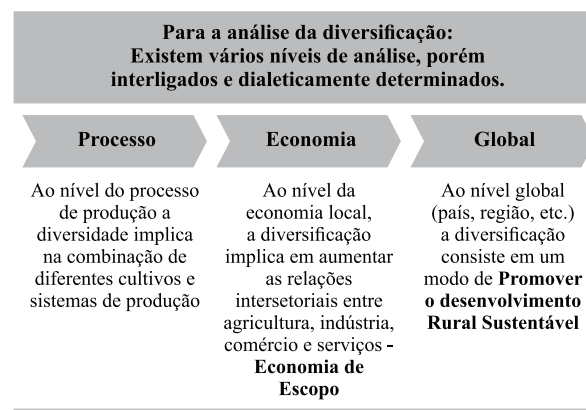 Para a análise da diversificação:
Existem vários níveis de análise, porém
interligados e dialeticamente determinados.
Processo
Ao nível do processo
de produção a
diversidade implica
na combinação de
diferentes cultivos e
sistemas de produção
Economia
Ao nível da
economia local,
a diversificação
implica em aumentar
as relações
intersetoriais entre
agricultura, indústria,
comércio e serviços -
Economia de
Escopo
Global
Ao nível global
(país, região, etc.)
a diversificação
consiste em um
modo de Promover
o desenvolvimento
Rural Sustentável